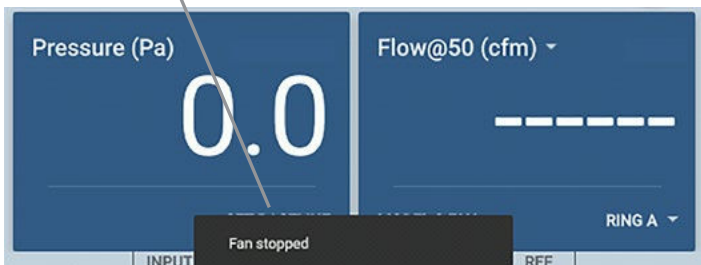 Pressure (Pa)
0.0
Flow@50 (cfm)
------
RING A
Fan stopped
INPUT
REF